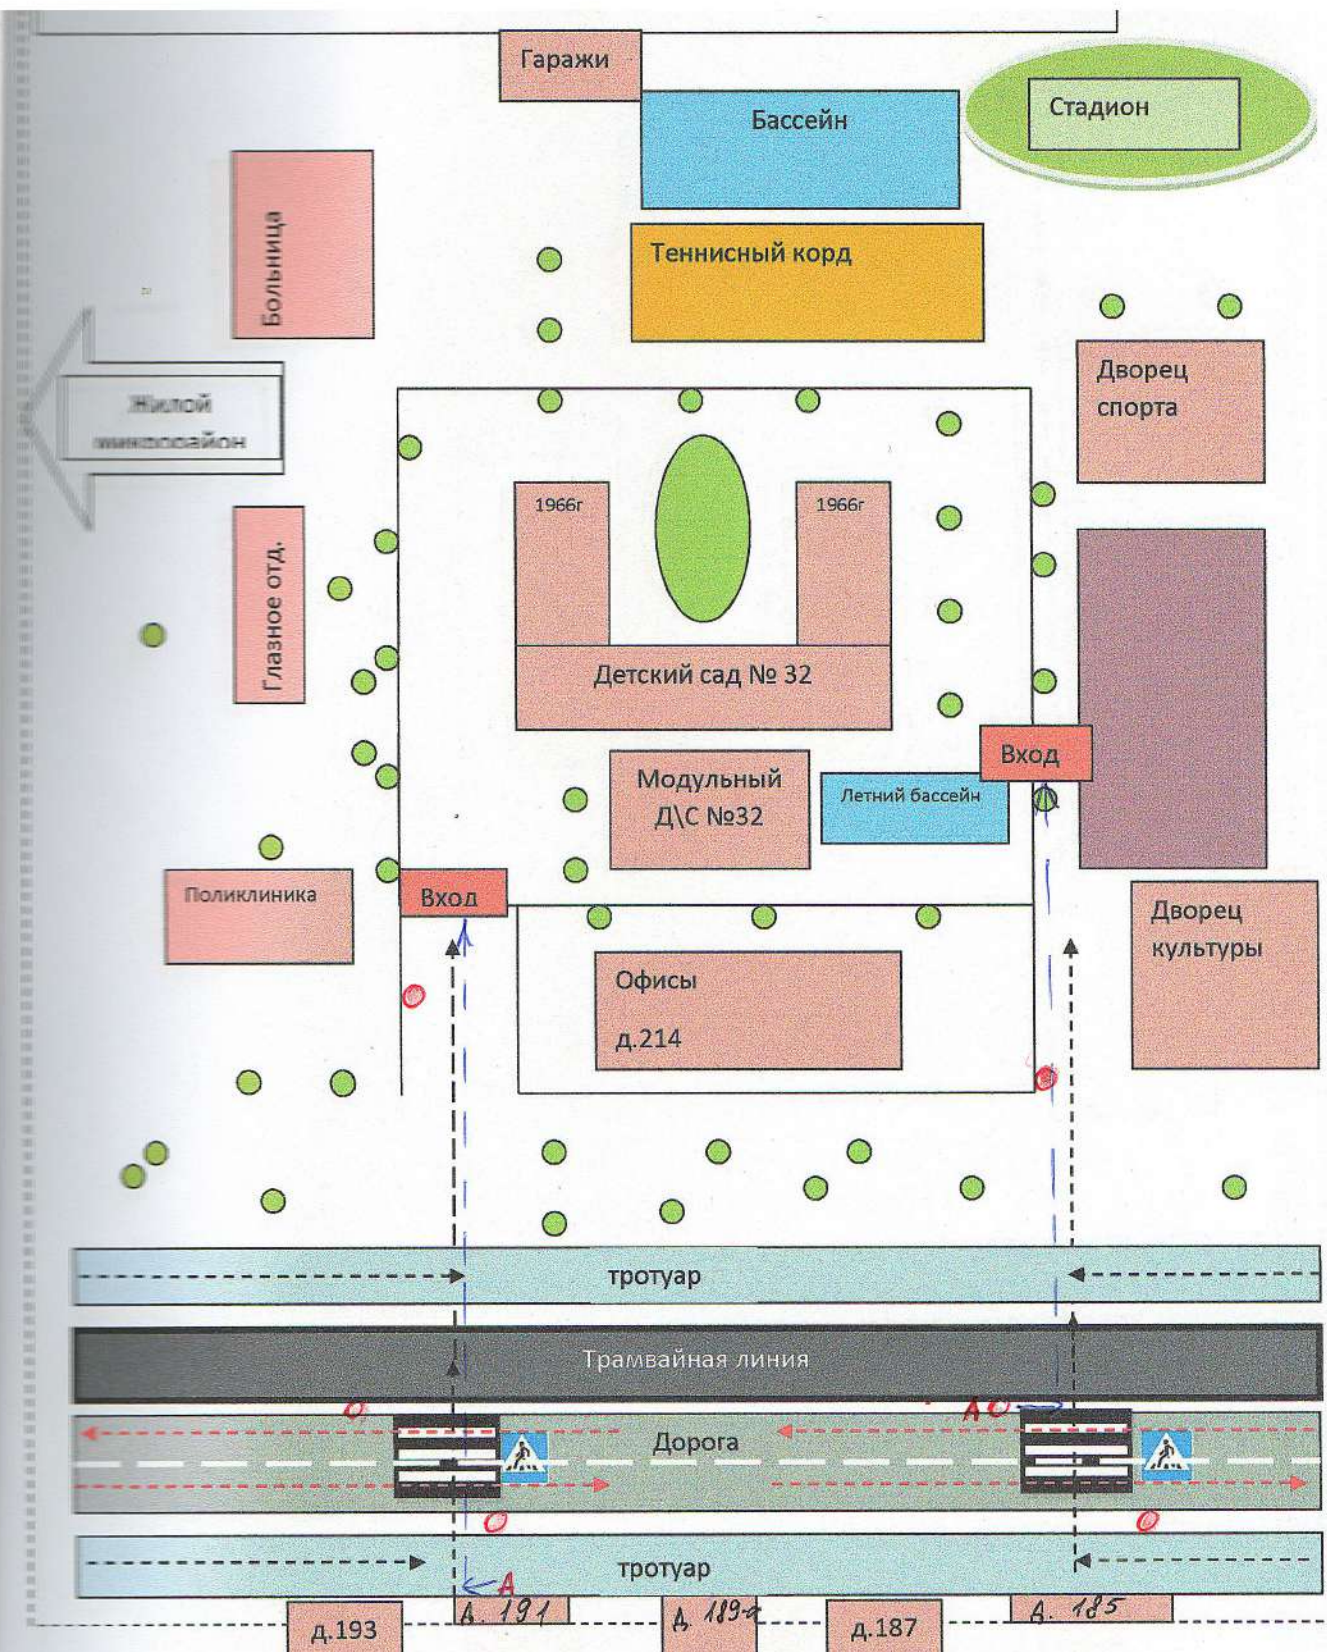 Гаражи
Бассейн
Стадион
Больница
Теннисный корд
Жилой
микрорайон
Дворец
спорта
1966г
1966г
Глазное отд.
Детский сад № 32
Вход
Модульный
Д\С №32
Летний бассейн
Поликлиника
Вход
Дворец
культуры
Офисы
д.214
тротуар
Трамвайная линия
А
Дорога
тротуар
А
д.193
д. 191
д. 189-а
д.187
д. 185